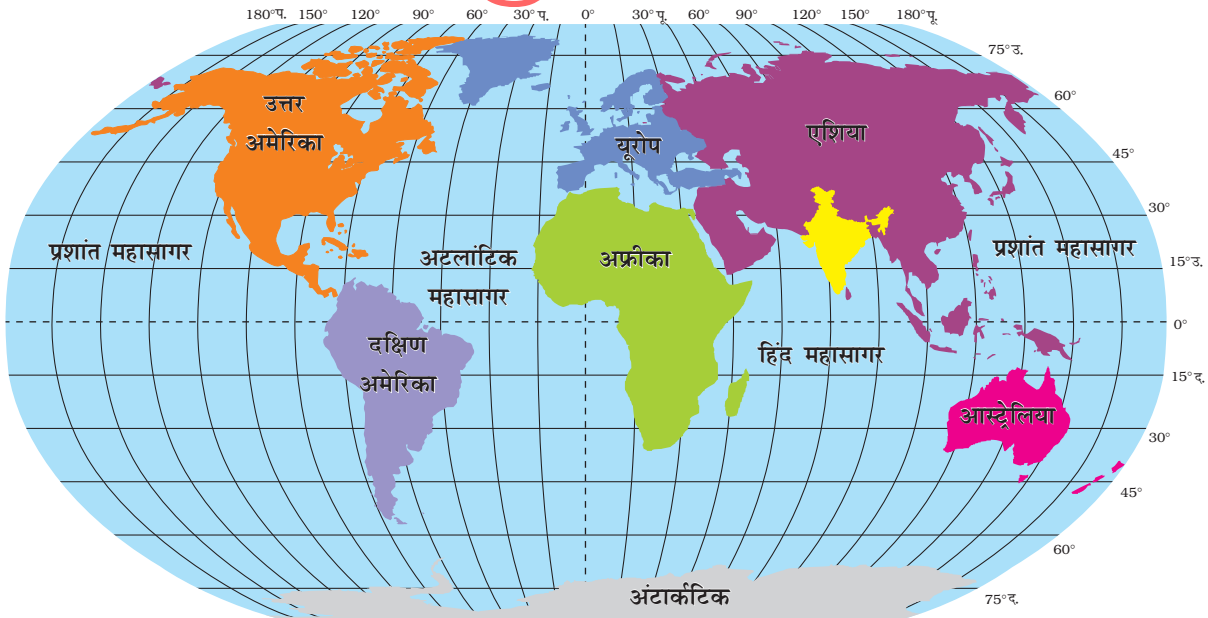 180°प. 150° 120° 90° 60° 30°प. 0° 30°पू. 60° 90° 120° 150° 180°पू.
75°उ.
60°
उत्तर
अमेरिका
यूरोप
एशिया
45°
30°
प्रशांत महासागर
अटलांटिक
महासागर
अफ्रीका
प्रशांत महासागर
15°उ.
0°
दक्षिण
अमेरिका
हिंद महासागर
15°द.
आस्ट्रेलिया
30°
45°
60°
अंटार्कटिक
75°द.